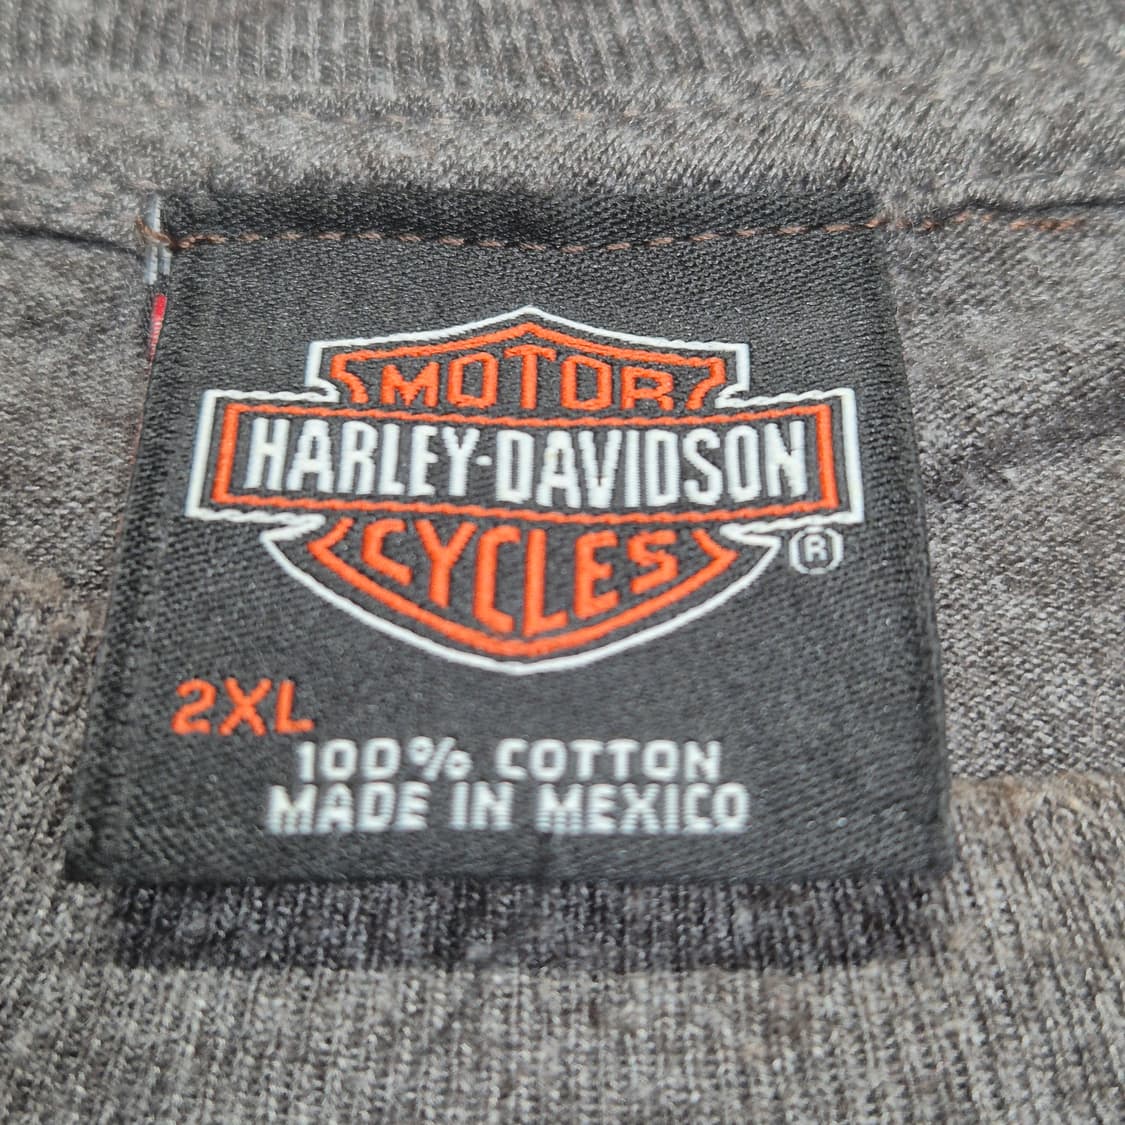 MOTOR
HARLEY-DAVIDSON
CYCLES
®
2XL
100% COTTON
MADE IN MEXICO